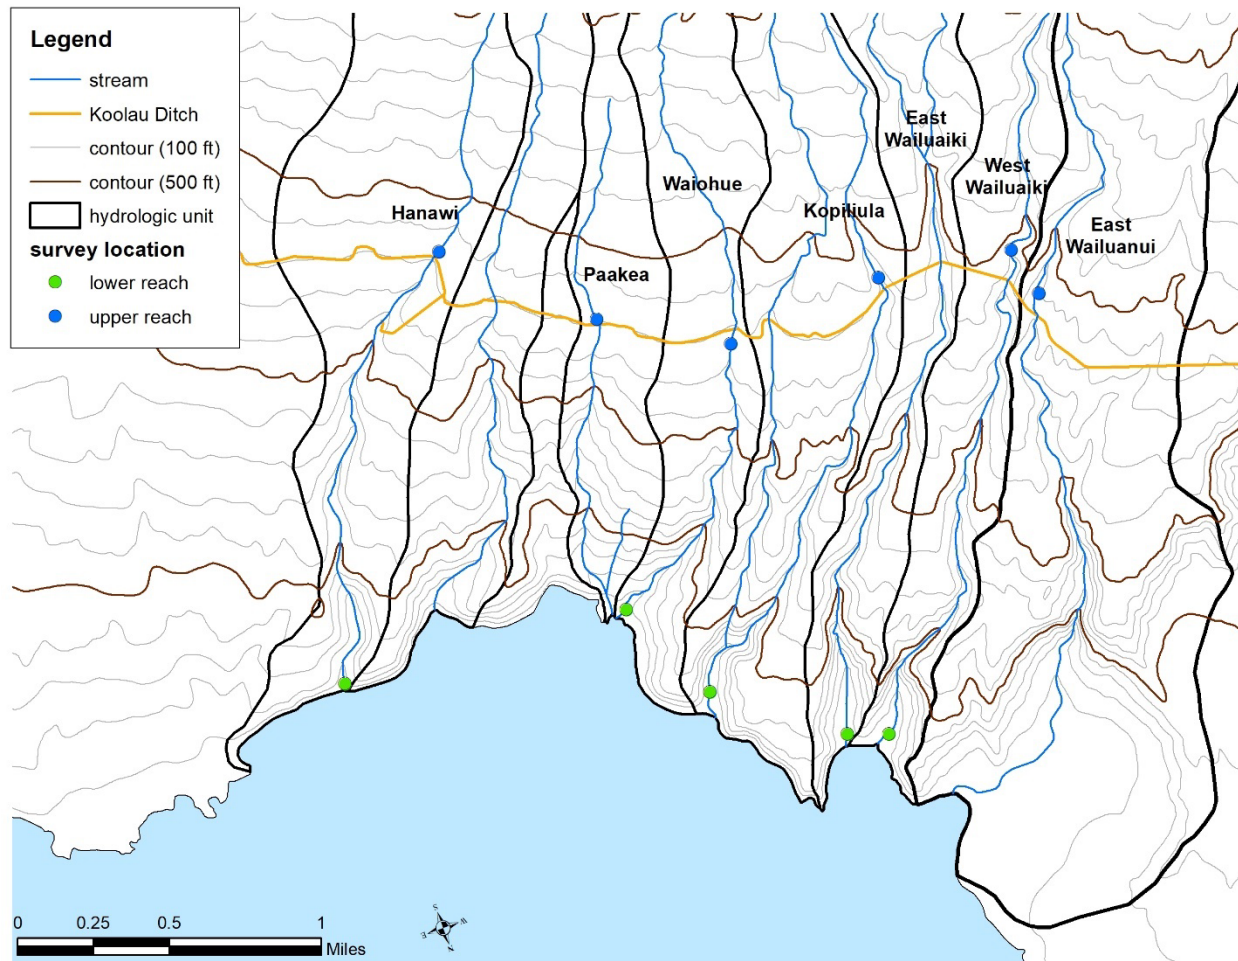 Legend
stream
Koolau Ditch
contour (100 ft)
contour (500 ft)
hydrologic unit
survey location
lower reach
upper reach
Hanawi
Paakea
Waiohue
Kopiliula
East
Wailuaiki
West
Wailuaiki
East
Wailuanui
0 0.25 0.5 1
Miles
S
W
E
N